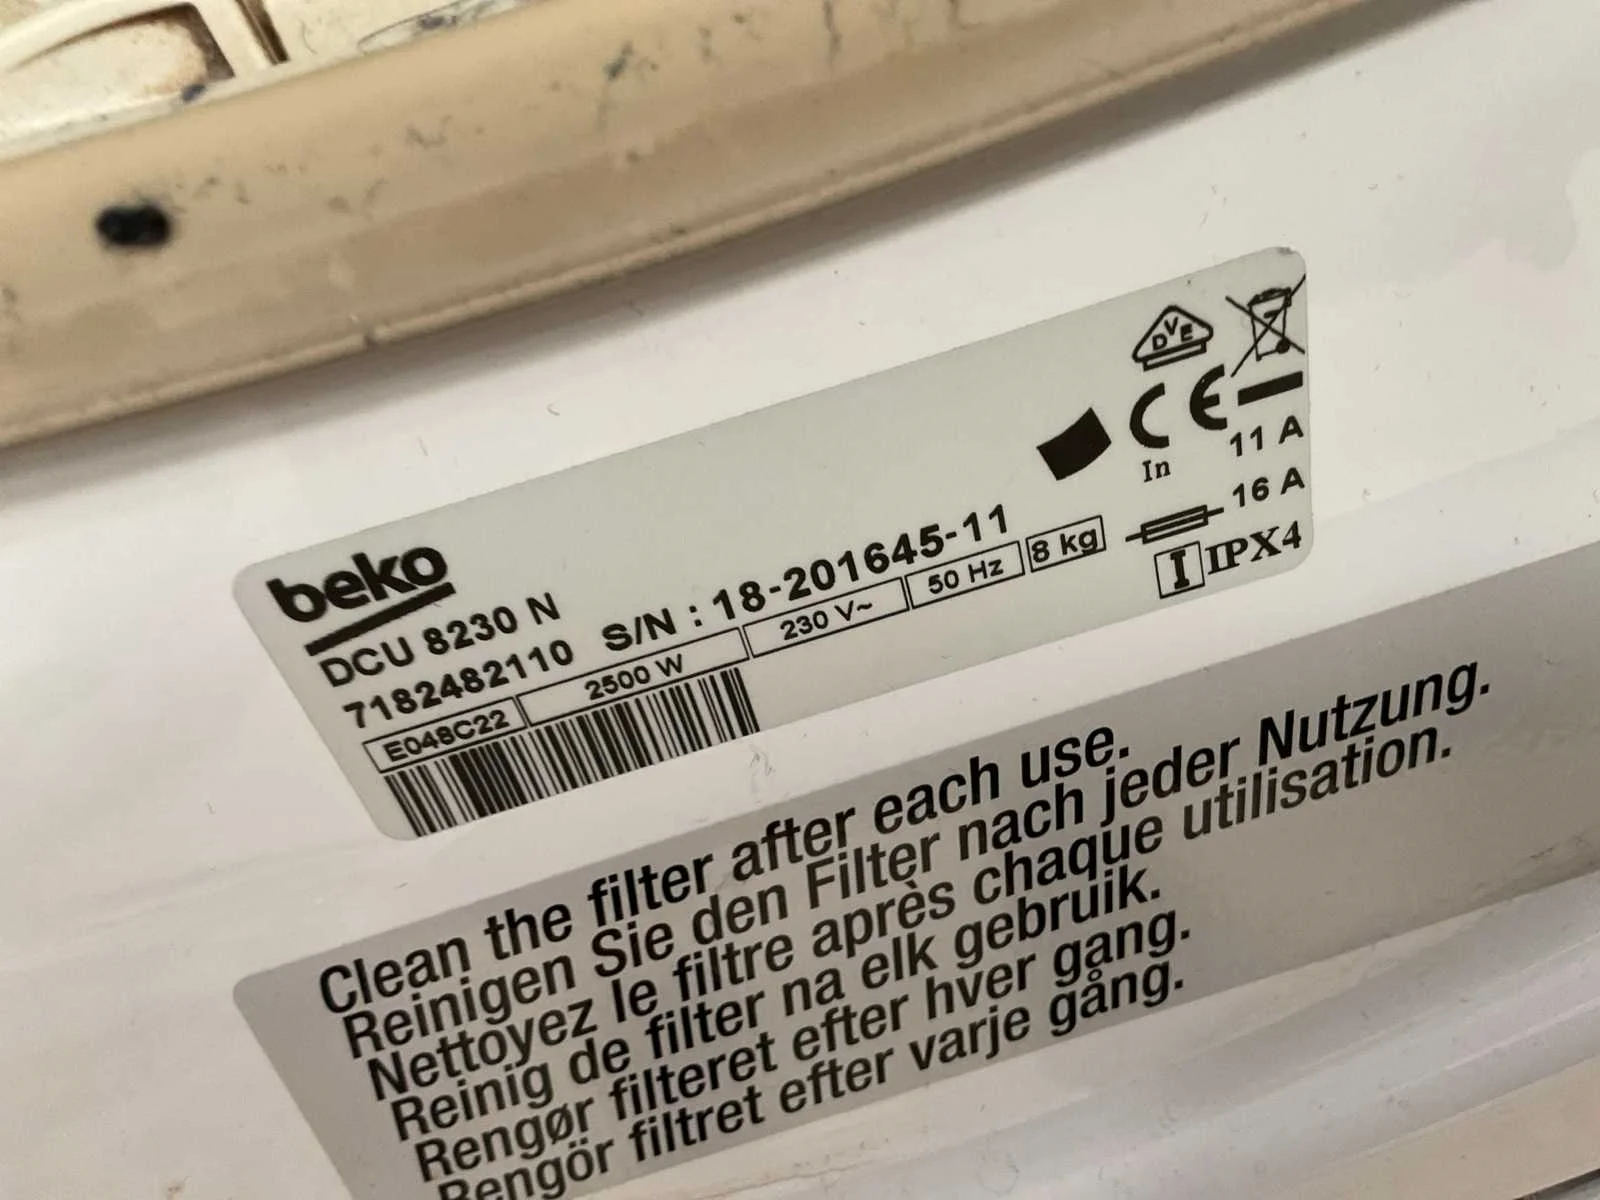 beko
DCU 8230 N
7182482110 S/N : 18-201645-11
E048C22 2500 W 230 V~ 50 Hz 8 kg
DVE
CE
In 11 A
16 A
I IPX4
Clean the filter after each use.
Reinigen Sie den Filter nach jeder Nutzung.
Nettoyez le filtre après chaque utilisation.
Reinig de filter na elk gebruik.
Rengør filteret efter hver gang.
Rengör filtret efter varje gång.